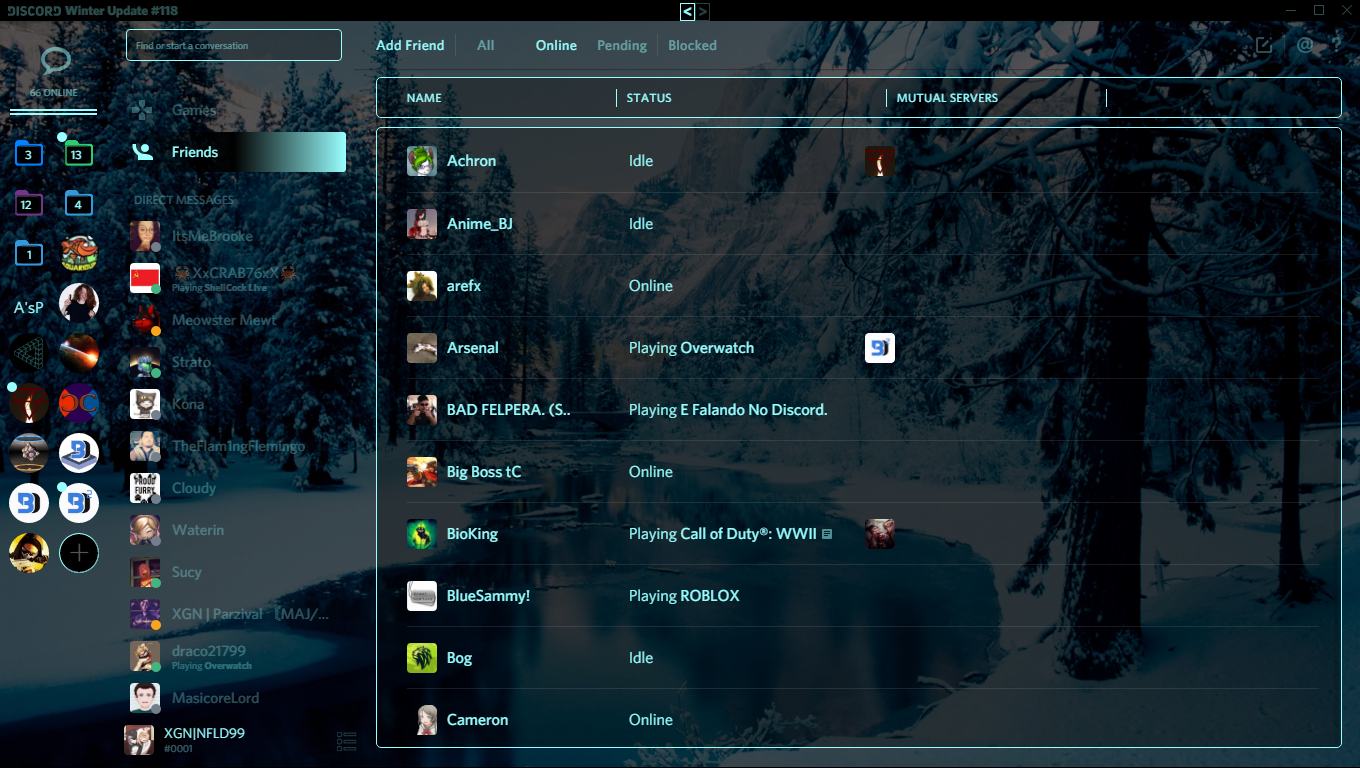 DISCORD Winter Update #118
< >
Find or start a conversation
Add Friend
All
Online
Pending
Blocked
@
?
66 ONLINE
Games
Friends
NAME
STATUS
MUTUAL SERVERS
3
13
12
4
1
A'sP
DC
DIRECT MESSAGES
ItsMeBrooke
XxCRAB76xX
Playing ShellCock Live
Meowster Mewt
Strato
Kona
TheFlam1ngFlemingo
PROUD
FURRY
Cloudy
Waterin
Sucy
XGN | Parzival 〔MAJ/...
draco21799
Playing Overwatch
MasicoreLord
XGN|NFLD99
#0001
Achron
Idle
Anime_BJ
Idle
arefx
Online
Arsenal
Playing Overwatch
BAD FELPERA. (S..
Playing E Falando No Discord.
Big Boss tC
Online
BioKing
Playing Call of Duty®: WWII
BlueSammy!
Playing ROBLOX
Bog
Idle
Cameron
Online